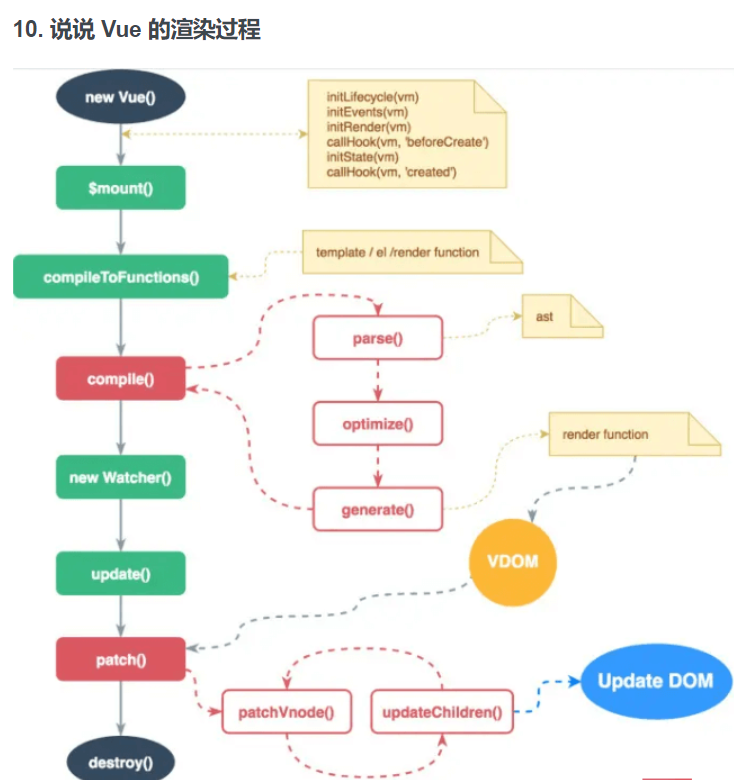 10. 说说 Vue 的渲染过程
new Vue()
initLifecycle(vm)
initEvents(vm)
initRender(vm)
callHook(vm, 'beforeCreate')
initState(vm)
callHook(vm, 'created')
$mount()
template / el /render function
compileToFunctions()
ast
parse()
compile()
optimize()
render function
new Watcher()
generate()
VDOM
update()
patch()
Update DOM
patchVnode()
updateChildren()
destroy()